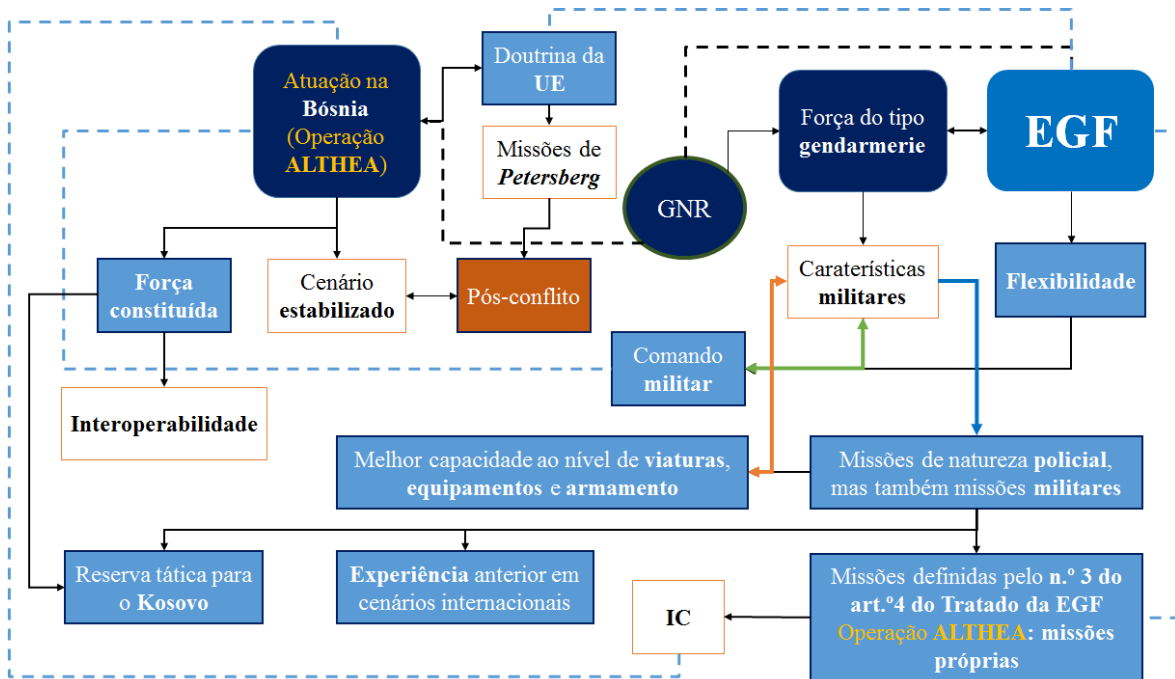 Atuação na
Bósnia
(Operação
ALTHEA)
Doutrina da
UE
Missões de
Petersberg
GNR
Força do tipo
gendarmerie
EGF
Força
constituída
Cenário
estabilizado
Pós-conflito
Caraterísticas
militares
Flexibilidade
Comando
militar
Interoperabilidade
Melhor capacidade ao nível de viaturas,
equipamentos e armamento
Missões de natureza policial,
mas também missões militares
Reserva tática para
o Kosovo
Experiência anterior em
cenários internacionais
IC
Missões definidas pelo n.º 3 do
art.º4 do Tratado da EGF
Operação ALTHEA: missões
próprias